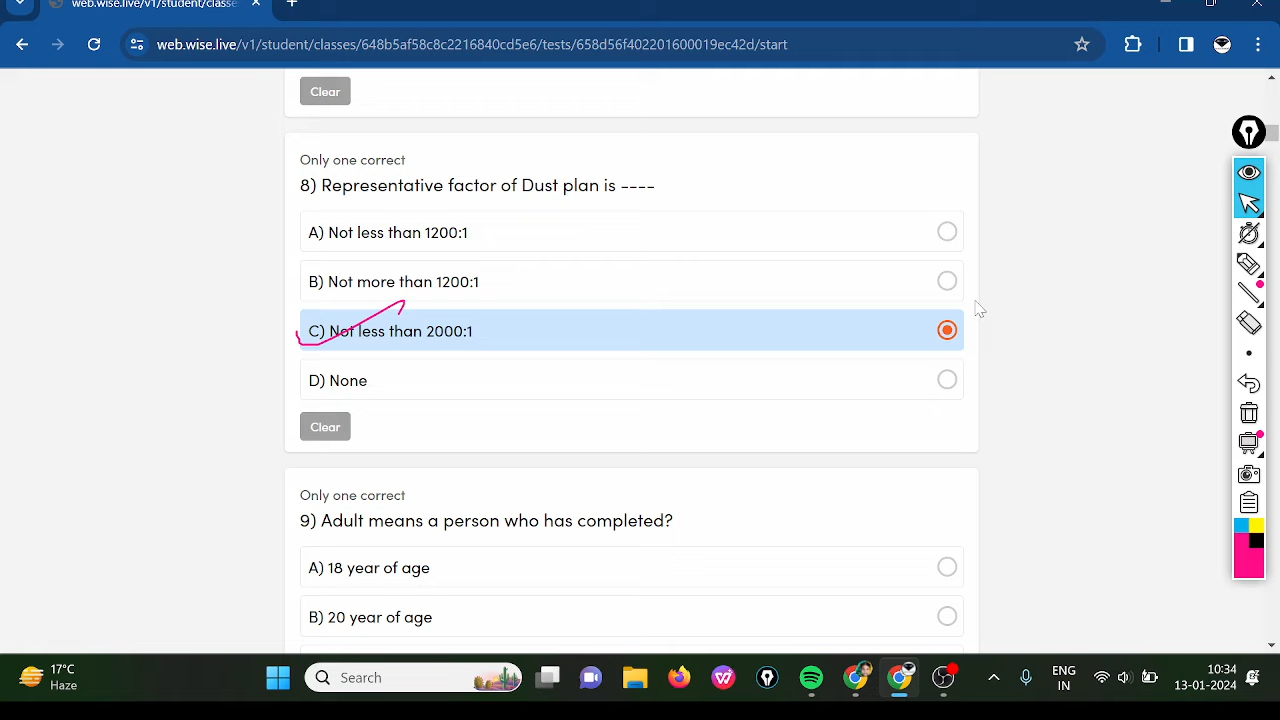 web.wise.live/v1/student/classes
web.wise.live/v1/student/classes/648b5af58c8c2216840cd5e6/tests/658d56f402201600019ec42d/start
Clear
Only one correct
8) Representative factor of Dust plan is ----
A) Not less than 1200:1
B) Not more than 1200:1
C) Not less than 2000:1
D) None
Clear
Only one correct
9) Adult means a person who has completed?
A) 18 year of age
B) 20 year of age
17°C
Haze
Search
ENG
IN
10:34
13-01-2024